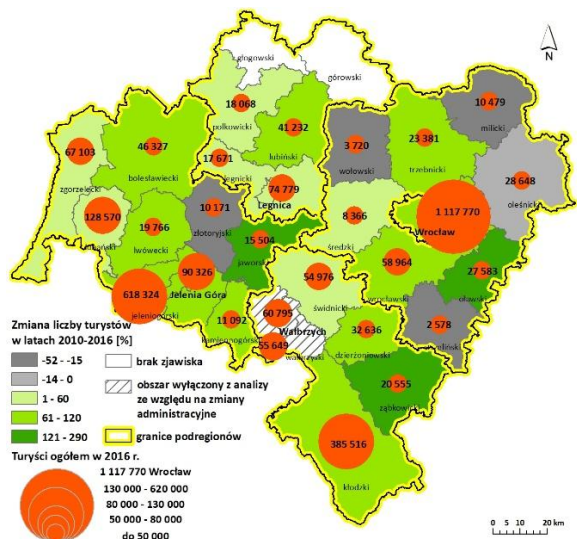 głogowski
górowski
N
18 068
polkowicki
10 479
milicki
41 232
lubiński
3 720
wołowski
23 381
trzebnicki
67 103
zgorzelecki
46 327
bolesławiecki
17 671
legnicki
74 779
Legnica
28 648
oleśnicki
1 117 770
Wrocław
128 570
19 766
lwówecki
10 171
złotoryjski
8 366
średzki
15 504
jaworski
58 964
wrocławski
27 583
oławski
90 326
Jelenia Góra
618 324
jeleniogórski
54 976
świdnicki
11 092
kamiennogórski
60 795
Wałbrzych
55 649
wałbrzyski
32 636
dzierżoniowski
2 578
20 555
ząbkowicki
385 516
kłodzki
Zmiana liczby turystów
w latach 2010-2016 [%]
-52 - -15
-14 - 0
1 - 60
61 - 120
121 - 290
brak zjawiska
obszar wyłączony z analizy
ze względu na zmiany
administracyjne
granice podregionów
Turyści ogółem w 2016 r.
1 117 770 Wrocław
130 000 - 620 000
80 000 - 130 000
50 000 - 80 000
do 50 000
0 5 10 20 km